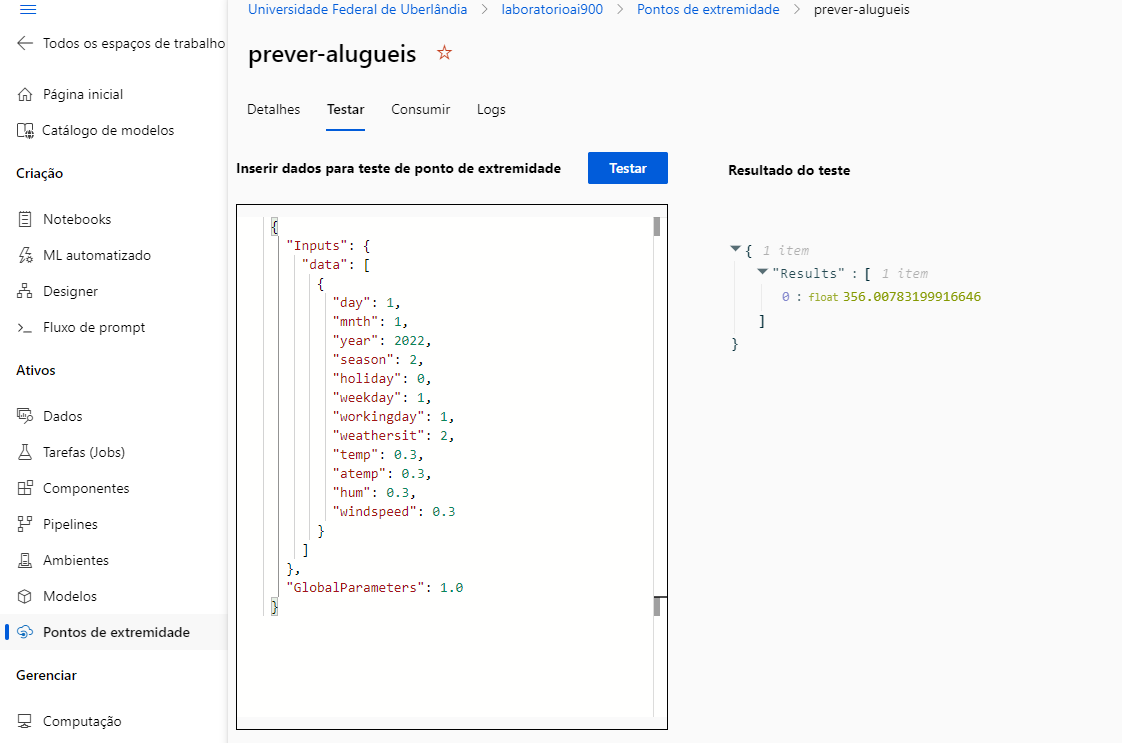 Universidade Federal de Uberlândia > laboratorioai900 > Pontos de extremidade > prever-alugueis
Todos os espaços de trabalho
Página inicial
Catálogo de modelos
Criação
Notebooks
ML automatizado
Designer
Fluxo de prompt
Ativos
Dados
Tarefas (Jobs)
Componentes
Pipelines
Ambientes
Modelos
Pontos de extremidade
Gerenciar
Computação
prever-alugueis
Detalhes Testar Consumir Logs
Inserir dados para teste de ponto de extremidade
Testar
{
"Inputs": {
"data": [
{
"day": 1,
"mnth": 1,
"year": 2022,
"season": 2,
"holiday": 0,
"weekday": 1,
"workingday": 1,
"weathersit": 2,
"temp": 0.3,
"atemp": 0.3,
"hum": 0.3,
"windspeed": 0.3
}
]
},
"GlobalParameters": 1.0
}
Resultado do teste
{ 1 item
"Results" : [ 1 item
0 : float 356.00783199916646
]
}